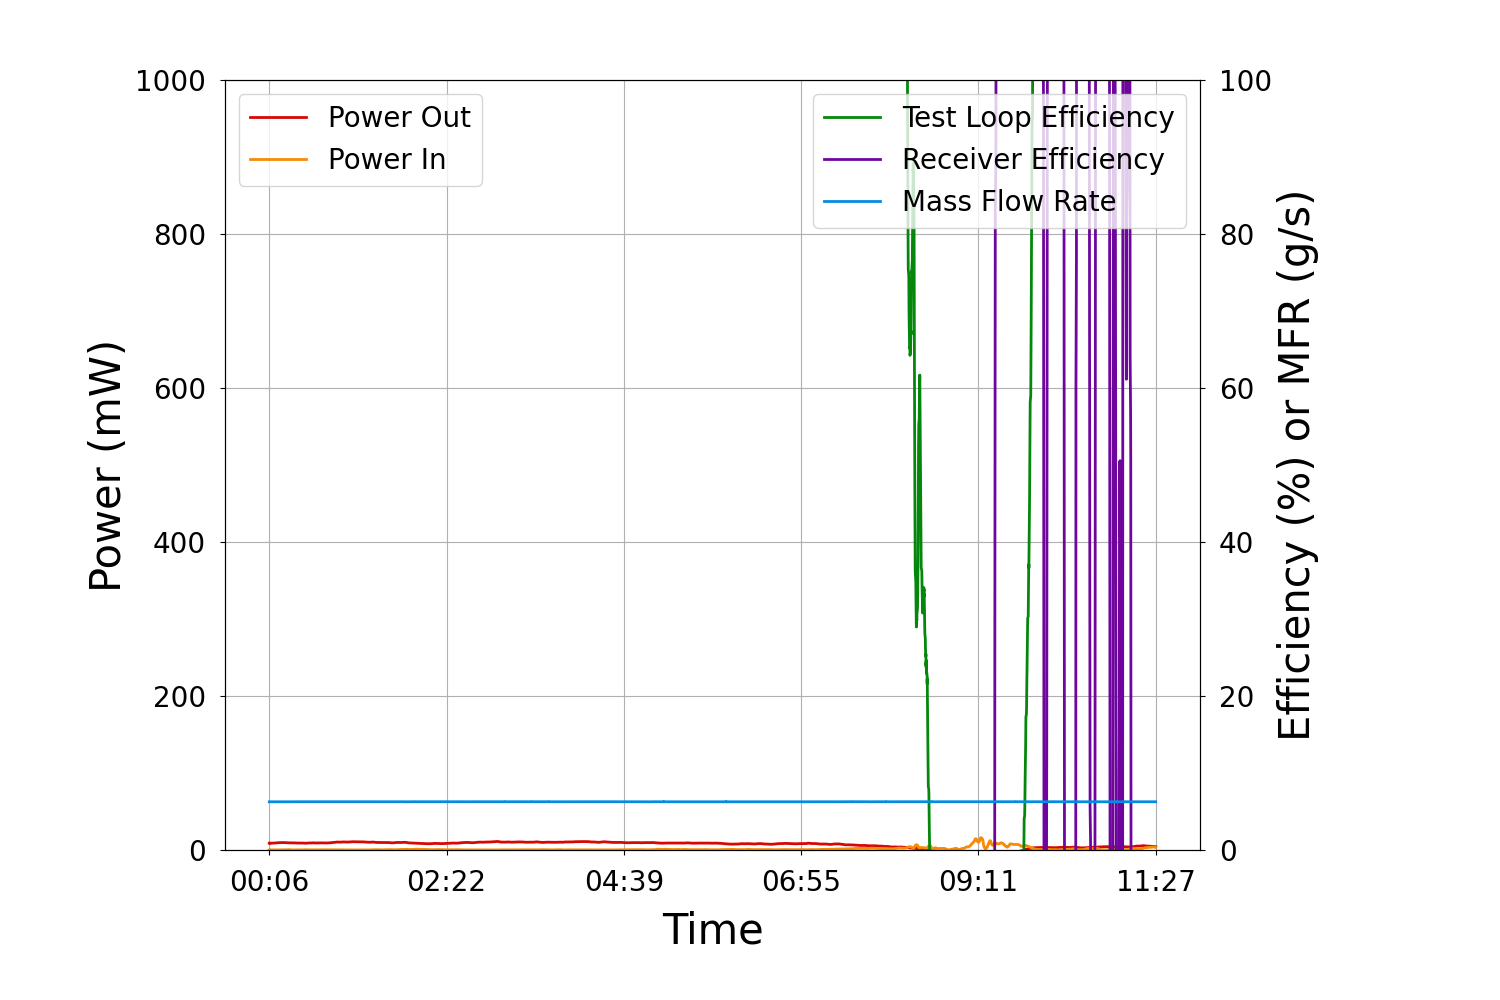 1000
800
600
400
200
0
Power (mW)
Power Out
Power In
Test Loop Efficiency
Receiver Efficiency
Mass Flow Rate
100
80
60
40
20
0
Efficiency (%) or MFR (g/s)
00:06 02:22 04:39 06:55 09:11 11:27
Time